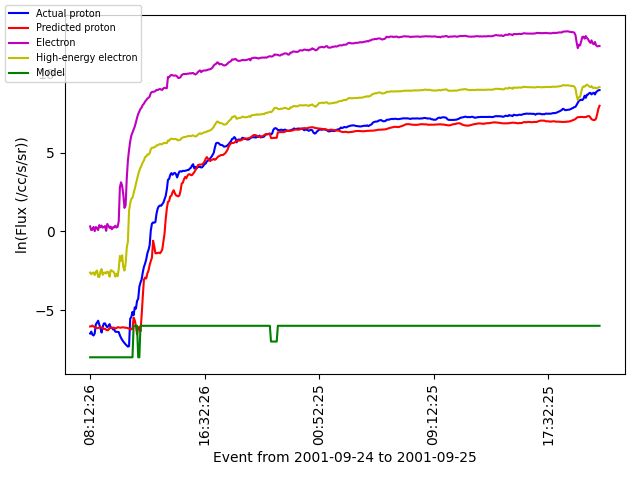 Actual proton
Predicted proton
Electron
High-energy electron
Model
5
0
−5
ln(Flux (/cc/s/sr))
08:12:26
16:32:26
00:52:25
09:12:25
17:32:25
Event from 2001-09-24 to 2001-09-25